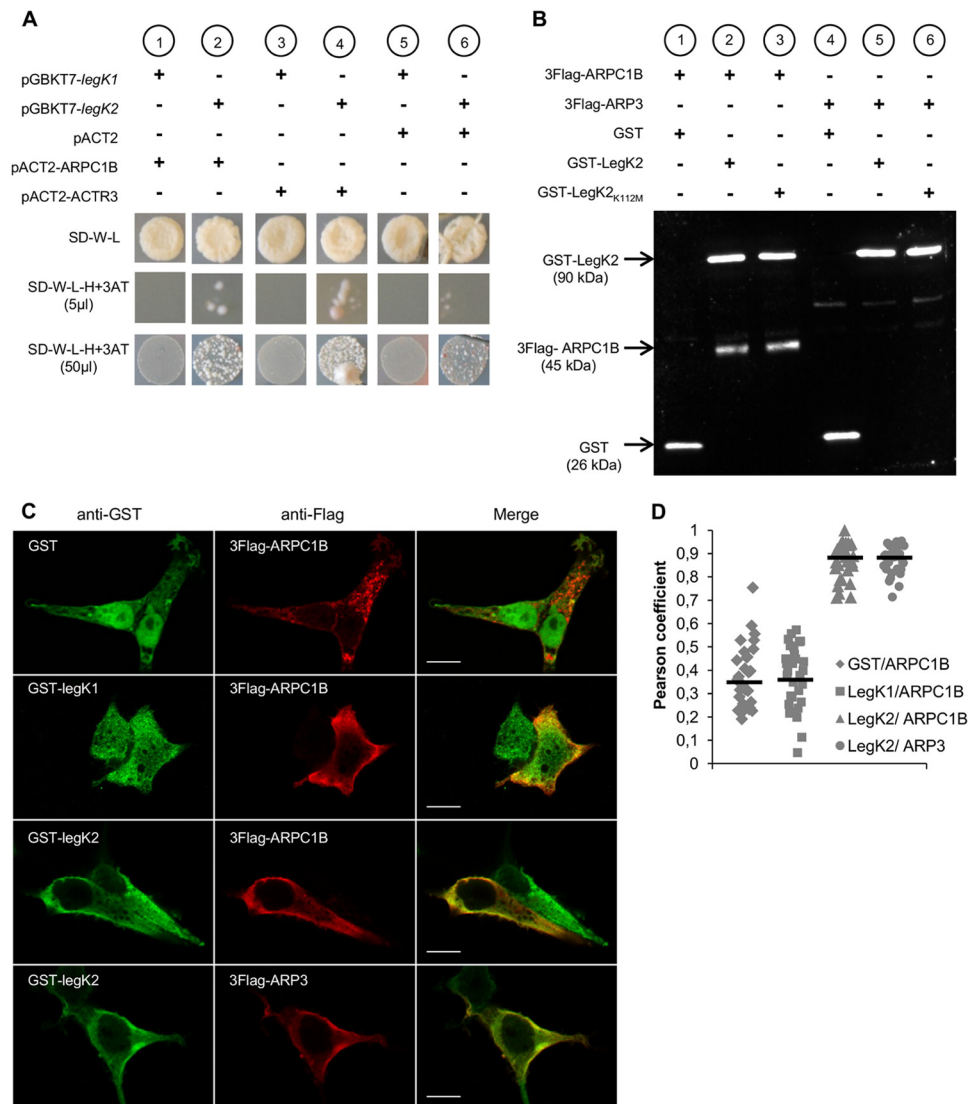 A
1 2 3 4 5 6
pGBKT7-legK1 + - + - + -
pGBKT7-legK2 - + - + - +
pACT2 - - - - + +
pACT2-ARPC1B + + - - - -
pACT2-ACTR3 - - + + - -
SD-W-L
SD-W-L-H+3AT
(5µl)
SD-W-L-H+3AT
(50µl)
B
1 2 3 4 5 6
3Flag-ARPC1B + + + - - -
3Flag-ARP3 - - - + + +
GST + - - + - -
GST-LegK2 - + - - + -
GST-LegK2K112M - - + - - +
GST-LegK2
(90 kDa)
3Flag- ARPC1B
(45 kDa)
GST
(26 kDa)
C
anti-GST anti-Flag Merge
GST 3Flag-ARPC1B
GST-legK1 3Flag-ARPC1B
GST-legK2 3Flag-ARPC1B
GST-legK2 3Flag-ARP3
D
Pearson coefficient
1
0,9
0,8
0,7
0,6
0,5
0,4
0,3
0,2
0,1
0
GST/ARPC1B
LegK1/ARPC1B
LegK2/ ARPC1B
LegK2/ ARP3